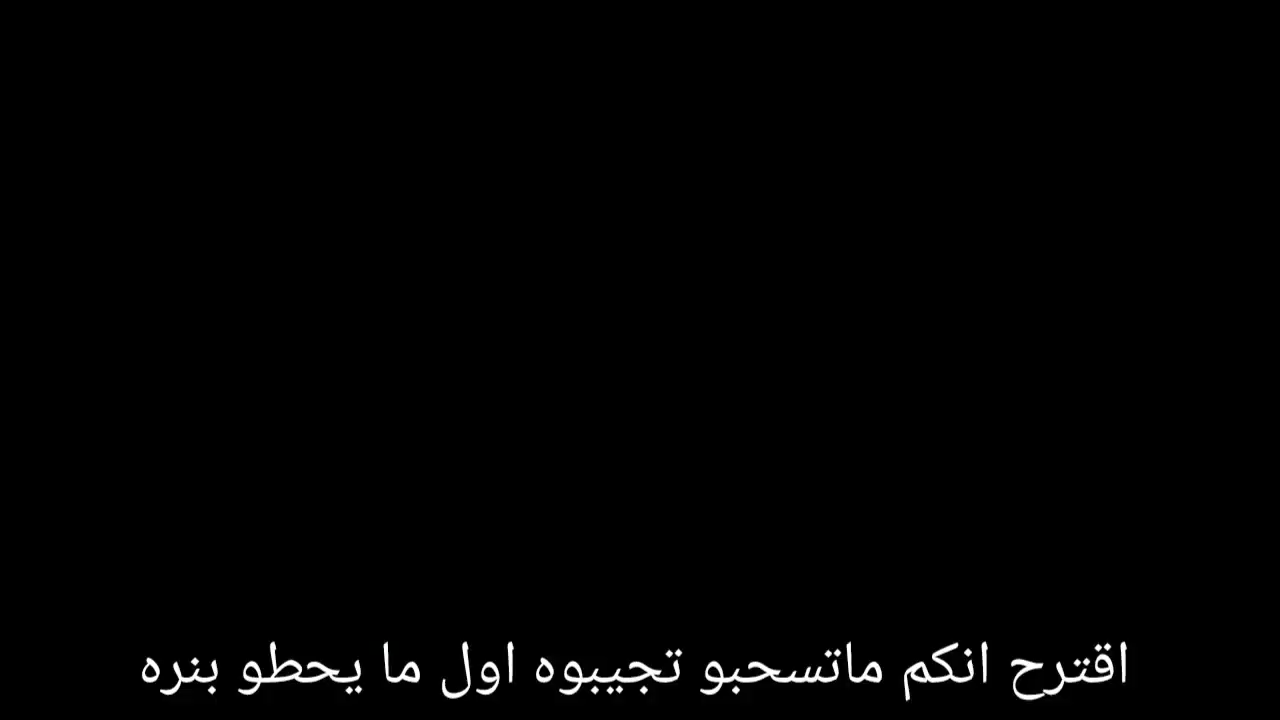 اقترح انكم ماتسحبو تجيبوه اول ما يحطو بنره